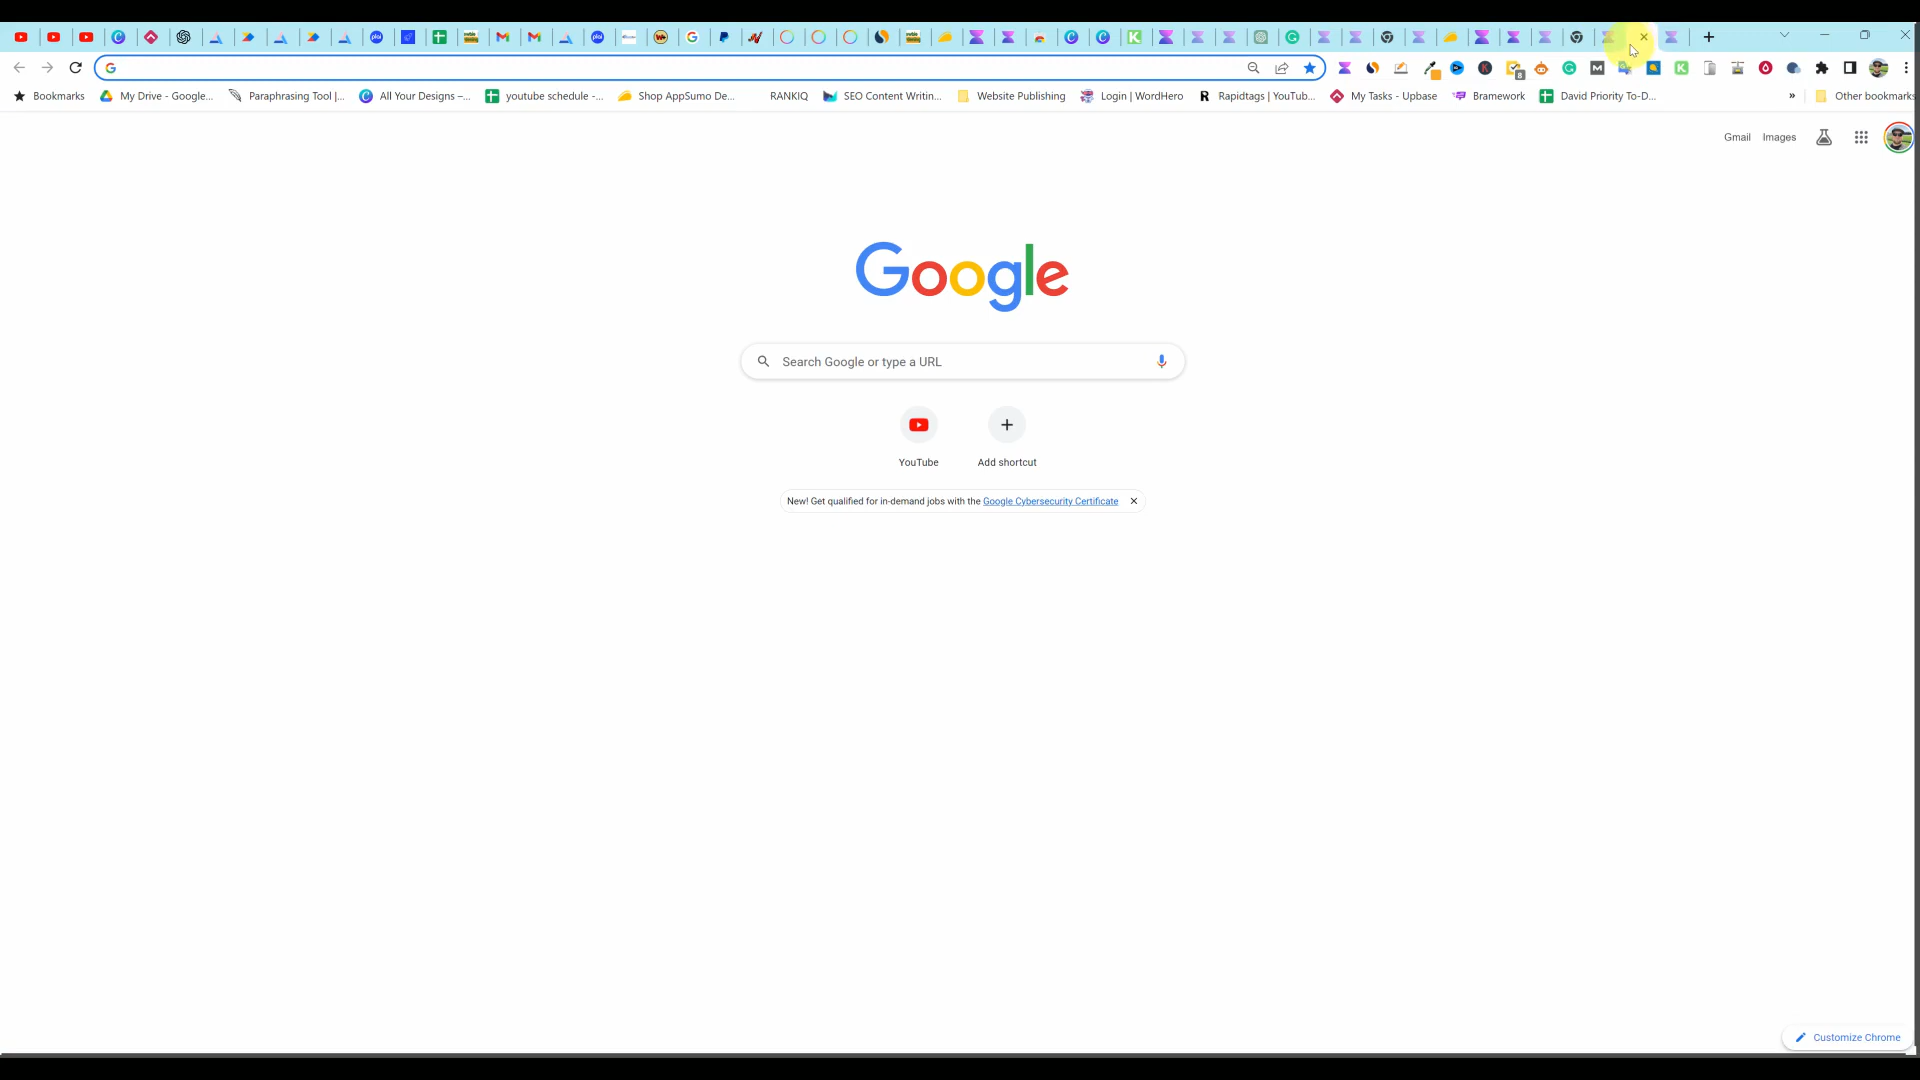 Bookmarks
My Drive - Google...
Paraphrasing Tool |...
All Your Designs –...
youtube schedule -...
Shop AppSumo De...
RANKIQ
SEO Content Writin...
Website Publishing
Login | WordHero
Rapidtags | YouTub...
My Tasks - Upbase
Bramework
David Priority To-D...
»
Other bookmarks
Gmail
Images
Google
Search Google or type a URL
YouTube
Add shortcut
New! Get qualified for in-demand jobs with the Google Cybersecurity Certificate
Customize Chrome